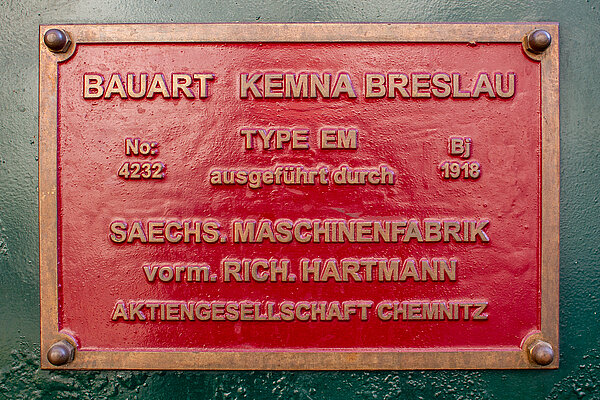 BAUART KEMNA BRESLAU
TYPE EM
No: 4232
Bj 1918
ausgeführt durch
SAECHS. MASCHINENFABRIK
vorm. RICH. HARTMANN
AKTIENGESELLSCHAFT CHEMNITZ